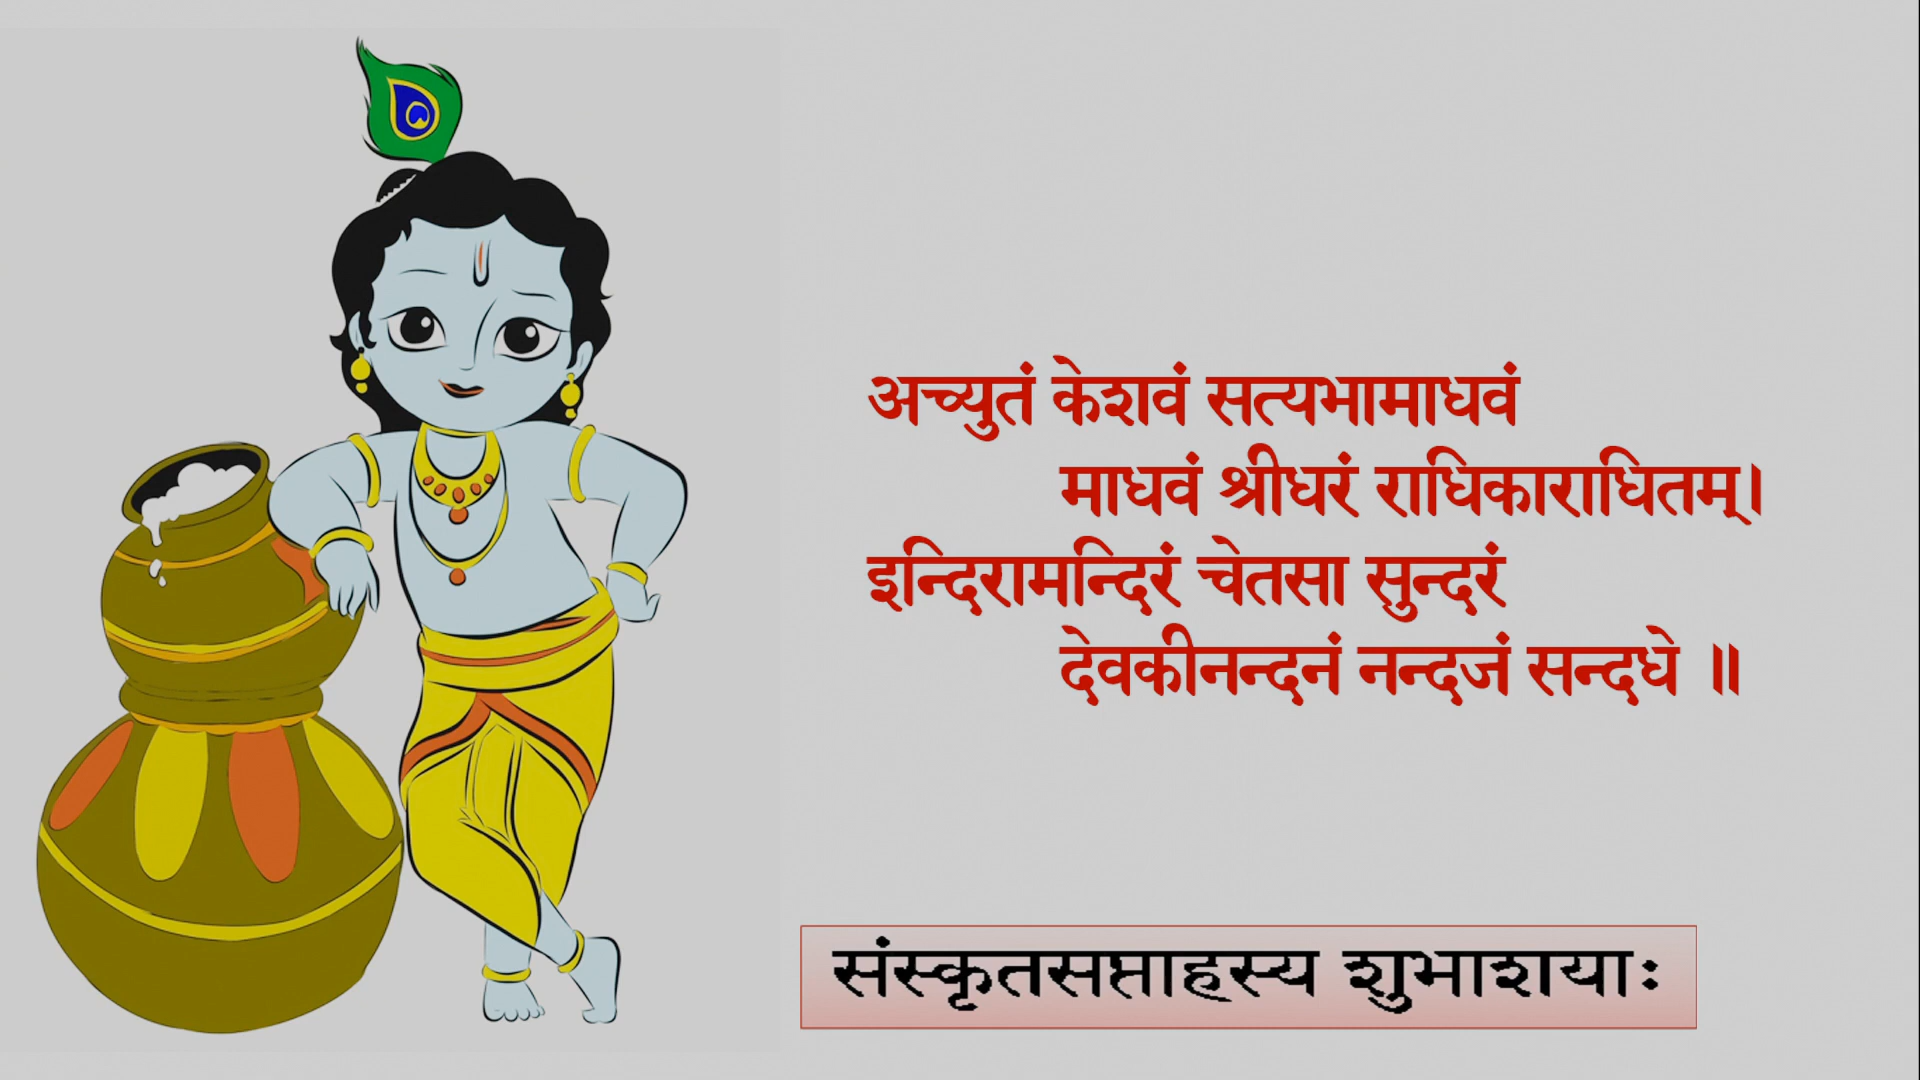 अच्युतं केशवं सत्यभामाधवं
माधवं श्रीधरं राधिकाराधितम्।
इन्दिरामन्दिरं चेतसा सुन्दरं
देवकीनन्दनं नन्दजं सन्दधे ॥
संस्कृतसप्ताहस्य शुभाशयाः